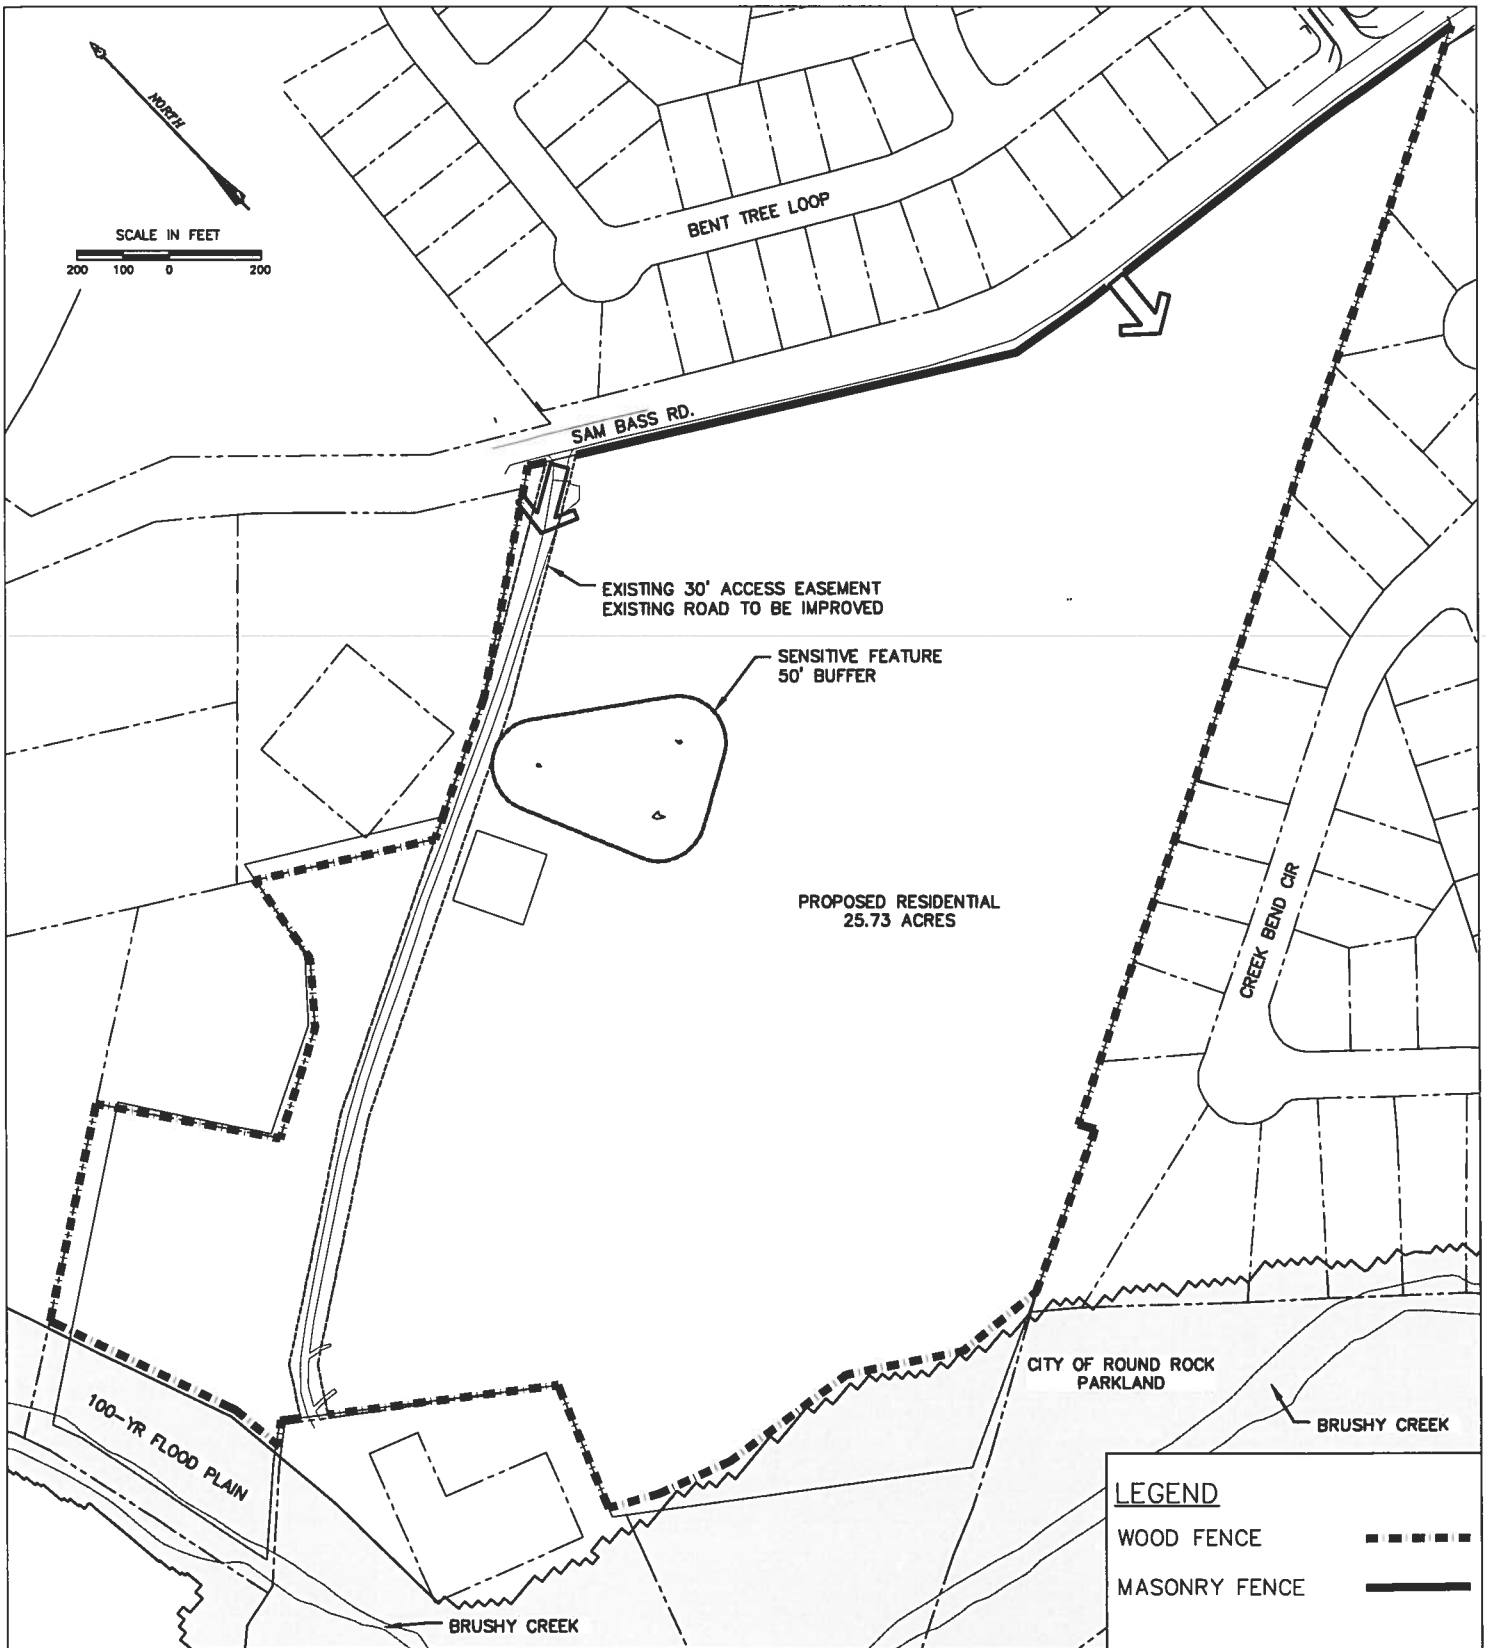 NORTH
SCALE IN FEET
200 100 0 200
BENT TREE LOOP
SAM BASS RD.
EXISTING 30' ACCESS EASEMENT
EXISTING ROAD TO BE IMPROVED
SENSITIVE FEATURE
50' BUFFER
PROPOSED RESIDENTIAL
25.73 ACRES
CREEK BEND CIR
CITY OF ROUND ROCK
PARKLAND
BRUSHY CREEK
100-YR FLOOD PLAIN
BRUSHY CREEK
LEGEND
WOOD FENCE
MASONRY FENCE